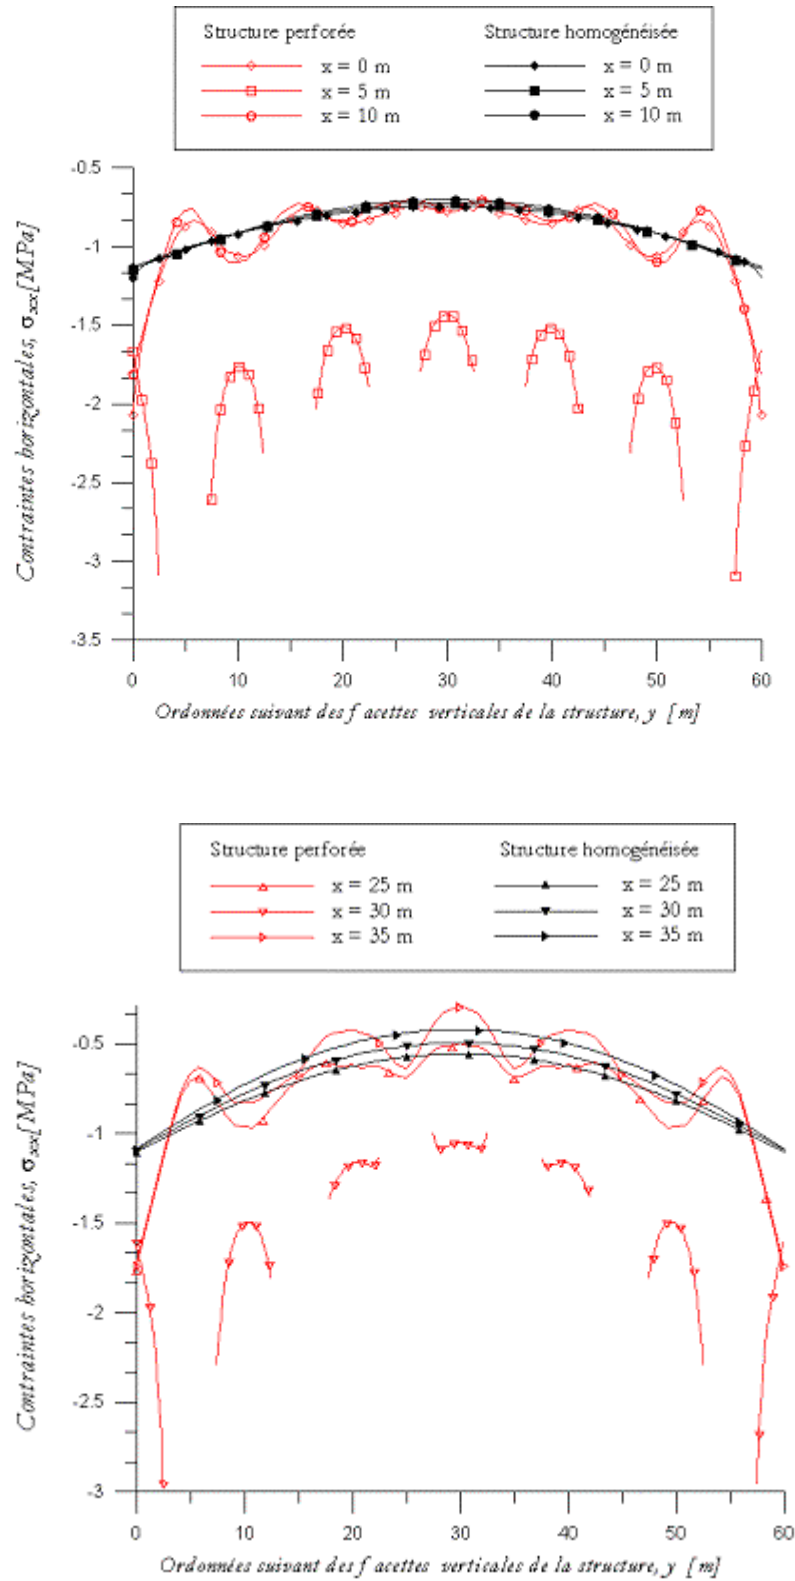 Structure perforée Structure homogénéisée
x = 0 m x = 0 m
x = 5 m x = 5 m
x = 10 m x = 10 m
-0.5
-1
-1.5
-2
-2.5
-3
-3.5
Contraintes horizontales, σxx[MPa]
0 10 20 30 40 50 60
Ordonnées suivant des f acettes verticales de la structure, y [m]
Structure perforée Structure homogénéisée
x = 25 m x = 25 m
x = 30 m x = 30 m
x = 35 m x = 35 m
-0.5
-1
-1.5
-2
-2.5
-3
Contraintes horizontales, σxx[MPa]
0 10 20 30 40 50 60
Ordonnées suivant des f acettes verticales de la structure, y [m]